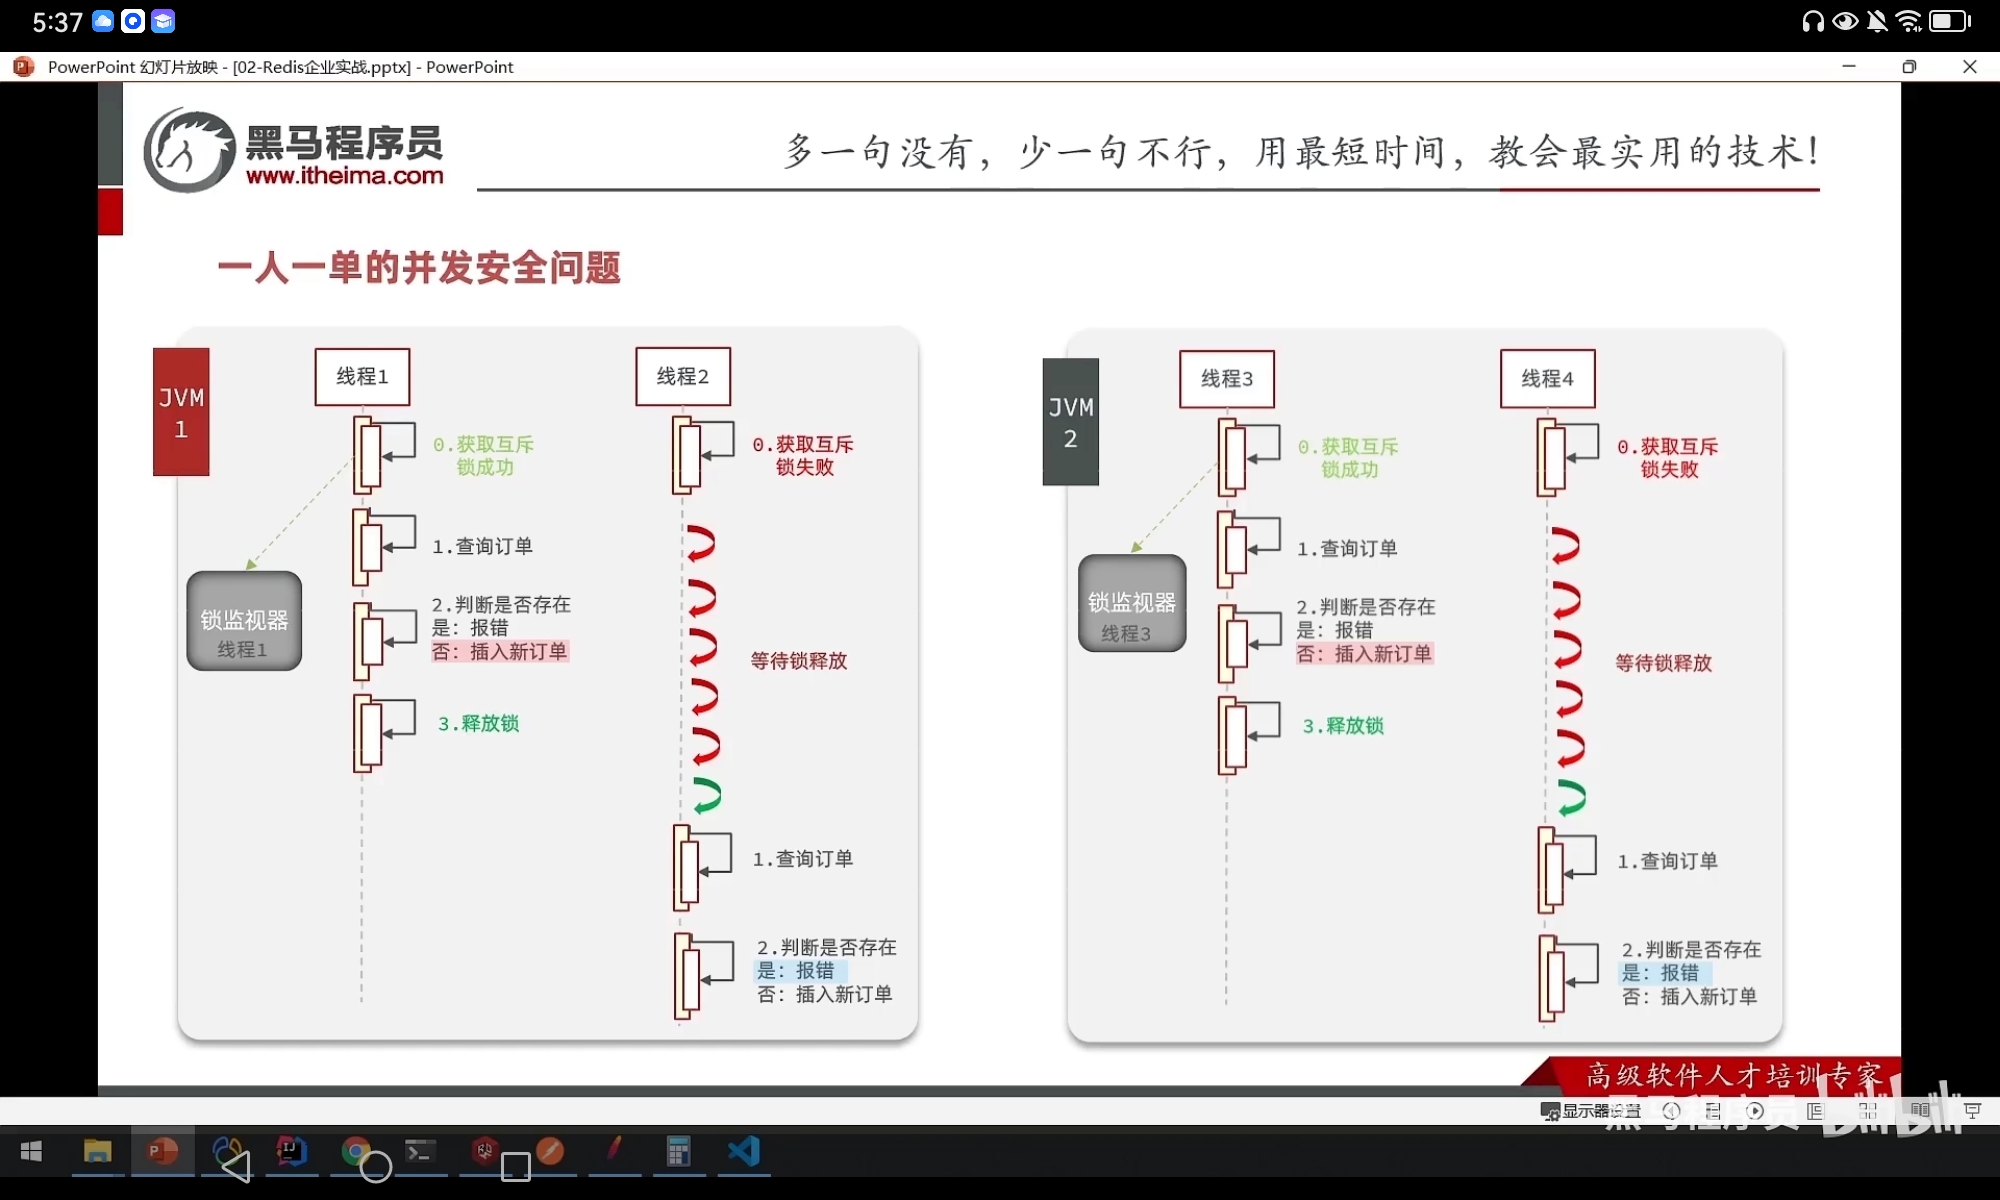 5:37
PowerPoint 幻灯片放映 - [02-Redis企业实战.pptx] - PowerPoint
黑马程序员
www.itheima.com
多一句没有，少一句不行，用最短时间，教会最实用的技术！
一人一单的并发安全问题
JVM
1
线程1
0.获取互斥
锁成功
1.查询订单
2.判断是否存在
是：报错
否：插入新订单
3.释放锁
锁监视器
线程1
线程2
0.获取互斥
锁失败
等待锁释放
1.查询订单
2.判断是否存在
是：报错
否：插入新订单
JVM
2
线程3
0.获取互斥
锁成功
1.查询订单
2.判断是否存在
是：报错
否：插入新订单
3.释放锁
锁监视器
线程3
线程4
0.获取互斥
锁失败
等待锁释放
1.查询订单
2.判断是否存在
是：报错
否：插入新订单
高级软件人才培训专家
显示器设置
黑马程序员 bilibili